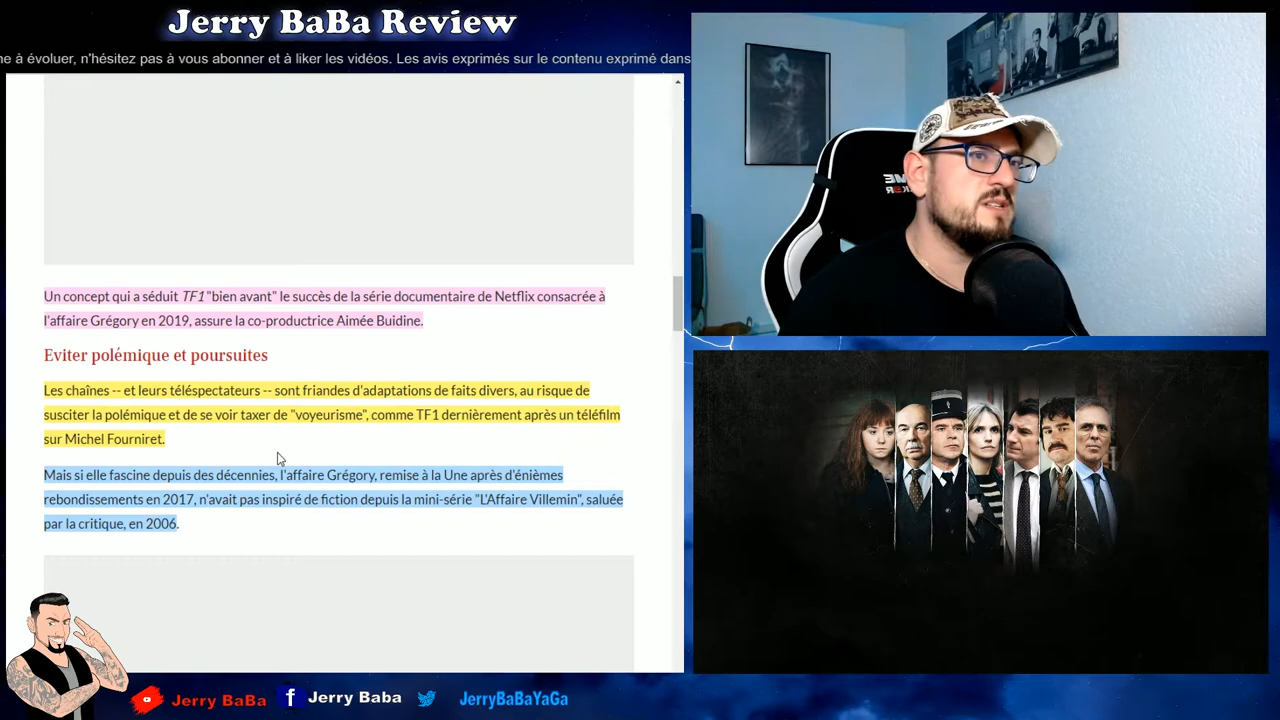 Jerry BaBa Review
ne à évoluer, n'hésitez pas à vous abonner et à liker les vidéos. Les avis exprimés sur le contenu exprimé dans
Un concept qui a séduit TF1 "bien avant" le succès de la série documentaire de Netflix consacrée à
l'affaire Grégory en 2019, assure la co-productrice Aimée Buidine.
Eviter polémique et poursuites
Les chaînes -- et leurs téléspectateurs -- sont friandes d'adaptations de faits divers, au risque de
susciter la polémique et de se voir taxer de "voyeurisme", comme TF1 dernièrement après un téléfilm
sur Michel Fourniret.
Mais si elle fascine depuis des décennies, l'affaire Grégory, remise à la Une après d'énièmes
rebondissements en 2017, n'avait pas inspiré de fiction depuis la mini-série "L'Affaire Villemin", saluée
par la critique, en 2006.
Jerry BaBa
Jerry Baba
JerryBaBaYaGa